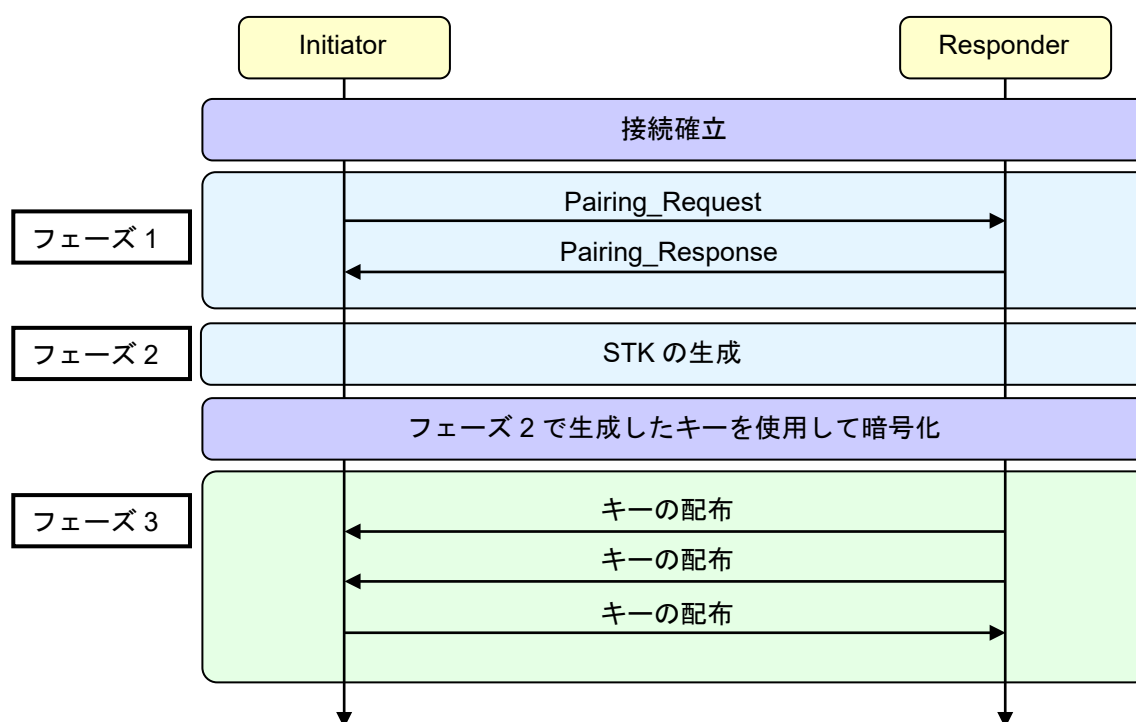 Initiator
Responder
接続確立
フェーズ 1
Pairing_Request
Pairing_Response
フェーズ 2
STK の生成
フェーズ 2 で生成したキーを使用して暗号化
フェーズ 3
キーの配布
キーの配布
キーの配布